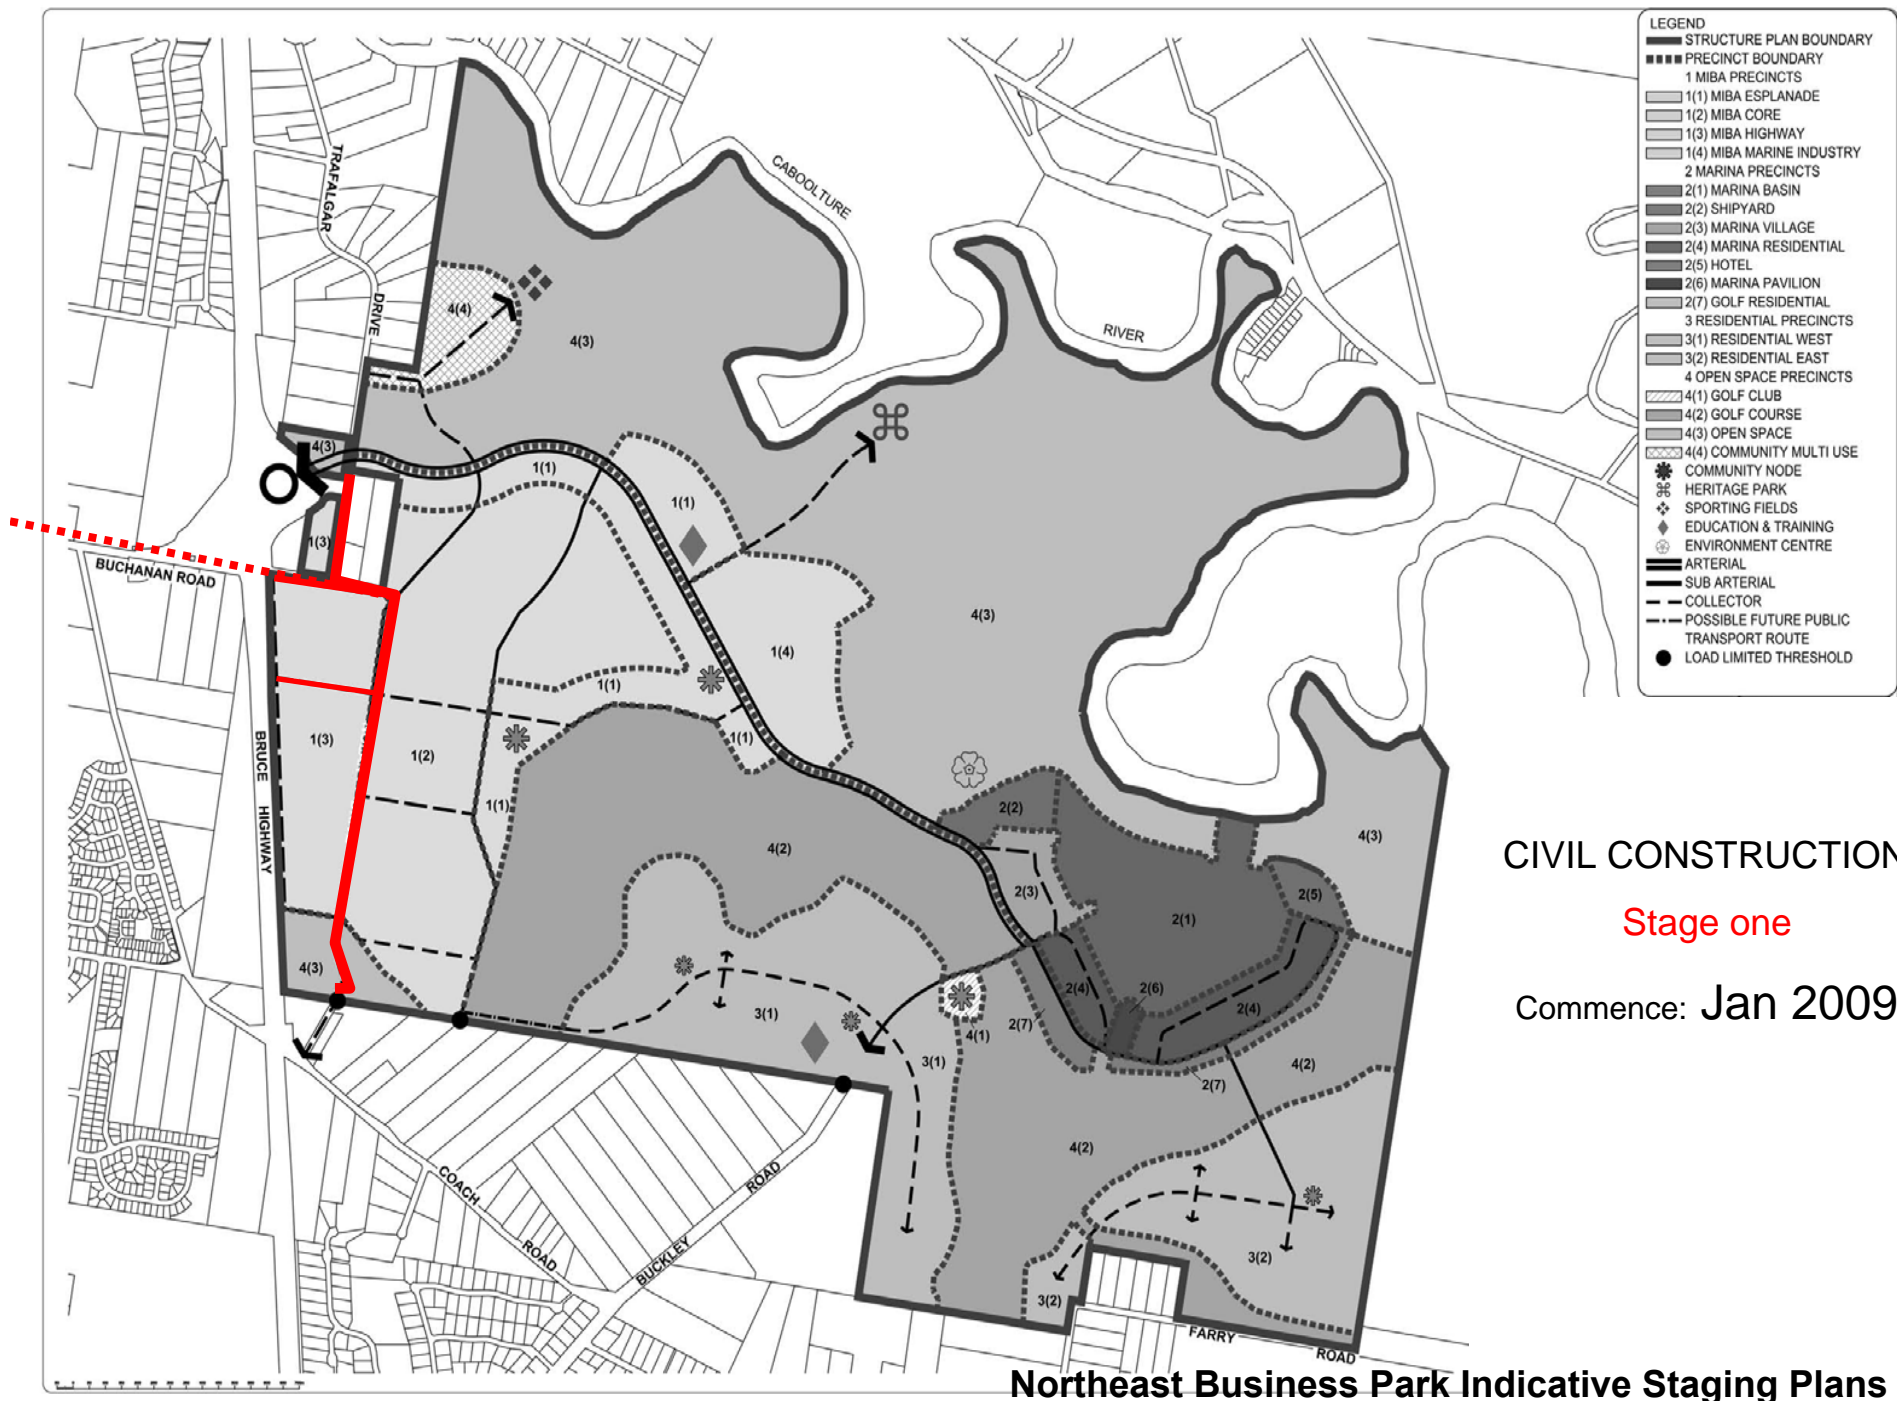 LEGEND
STRUCTURE PLAN BOUNDARY
PRECINCT BOUNDARY
1 MIBA PRECINCTS
1(1) MIBA ESPLANADE
1(2) MIBA CORE
1(3) MIBA HIGHWAY
1(4) MIBA MARINE INDUSTRY
2 MARINA PRECINCTS
2(1) MARINA BASIN
2(2) SHIPYARD
2(3) MARINA VILLAGE
2(4) MARINA RESIDENTIAL
2(5) HOTEL
2(6) MARINA PAVILION
2(7) GOLF RESIDENTIAL
3 RESIDENTIAL PRECINCTS
3(1) RESIDENTIAL WEST
3(2) RESIDENTIAL EAST
4 OPEN SPACE PRECINCTS
4(1) GOLF CLUB
4(2) GOLF COURSE
4(3) OPEN SPACE
4(4) COMMUNITY MULTI USE
COMMUNITY NODE
HERITAGE PARK
SPORTING FIELDS
EDUCATION & TRAINING
ENVIRONMENT CENTRE
ARTERIAL
SUB ARTERIAL
COLLECTOR
POSSIBLE FUTURE PUBLIC
TRANSPORT ROUTE
LOAD LIMITED THRESHOLD
TRAFALGAR
DRIVE
CABOOLTURE
RIVER
4(4)
4(3)
4(3)
1(1)
1(1)
1(3)
BUCHANAN ROAD
4(3)
1(4)
1(1)
1(1)
1(3)
1(2)
1(1)
BRUCE HIGHWAY
2(2)
4(3)
4(2)
2(3)
2(5)
2(1)
4(3)
2(4)
2(6)
2(4)
3(1)
2(7)
4(1)
3(1)
4(2)
2(7)
4(2)
COACH
ROAD
BUCKLEY
ROAD
3(2)
3(2)
FARRY
ROAD
CIVIL CONSTRUCTION
Stage one
Commence: Jan 2009
Northeast Business Park Indicative Staging Plans